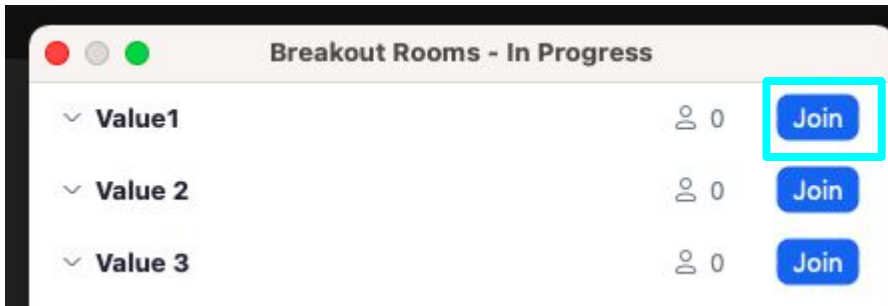 Breakout Rooms - In Progress
Value1 0 Join
Value 2 0 Join
Value 3 0 Join